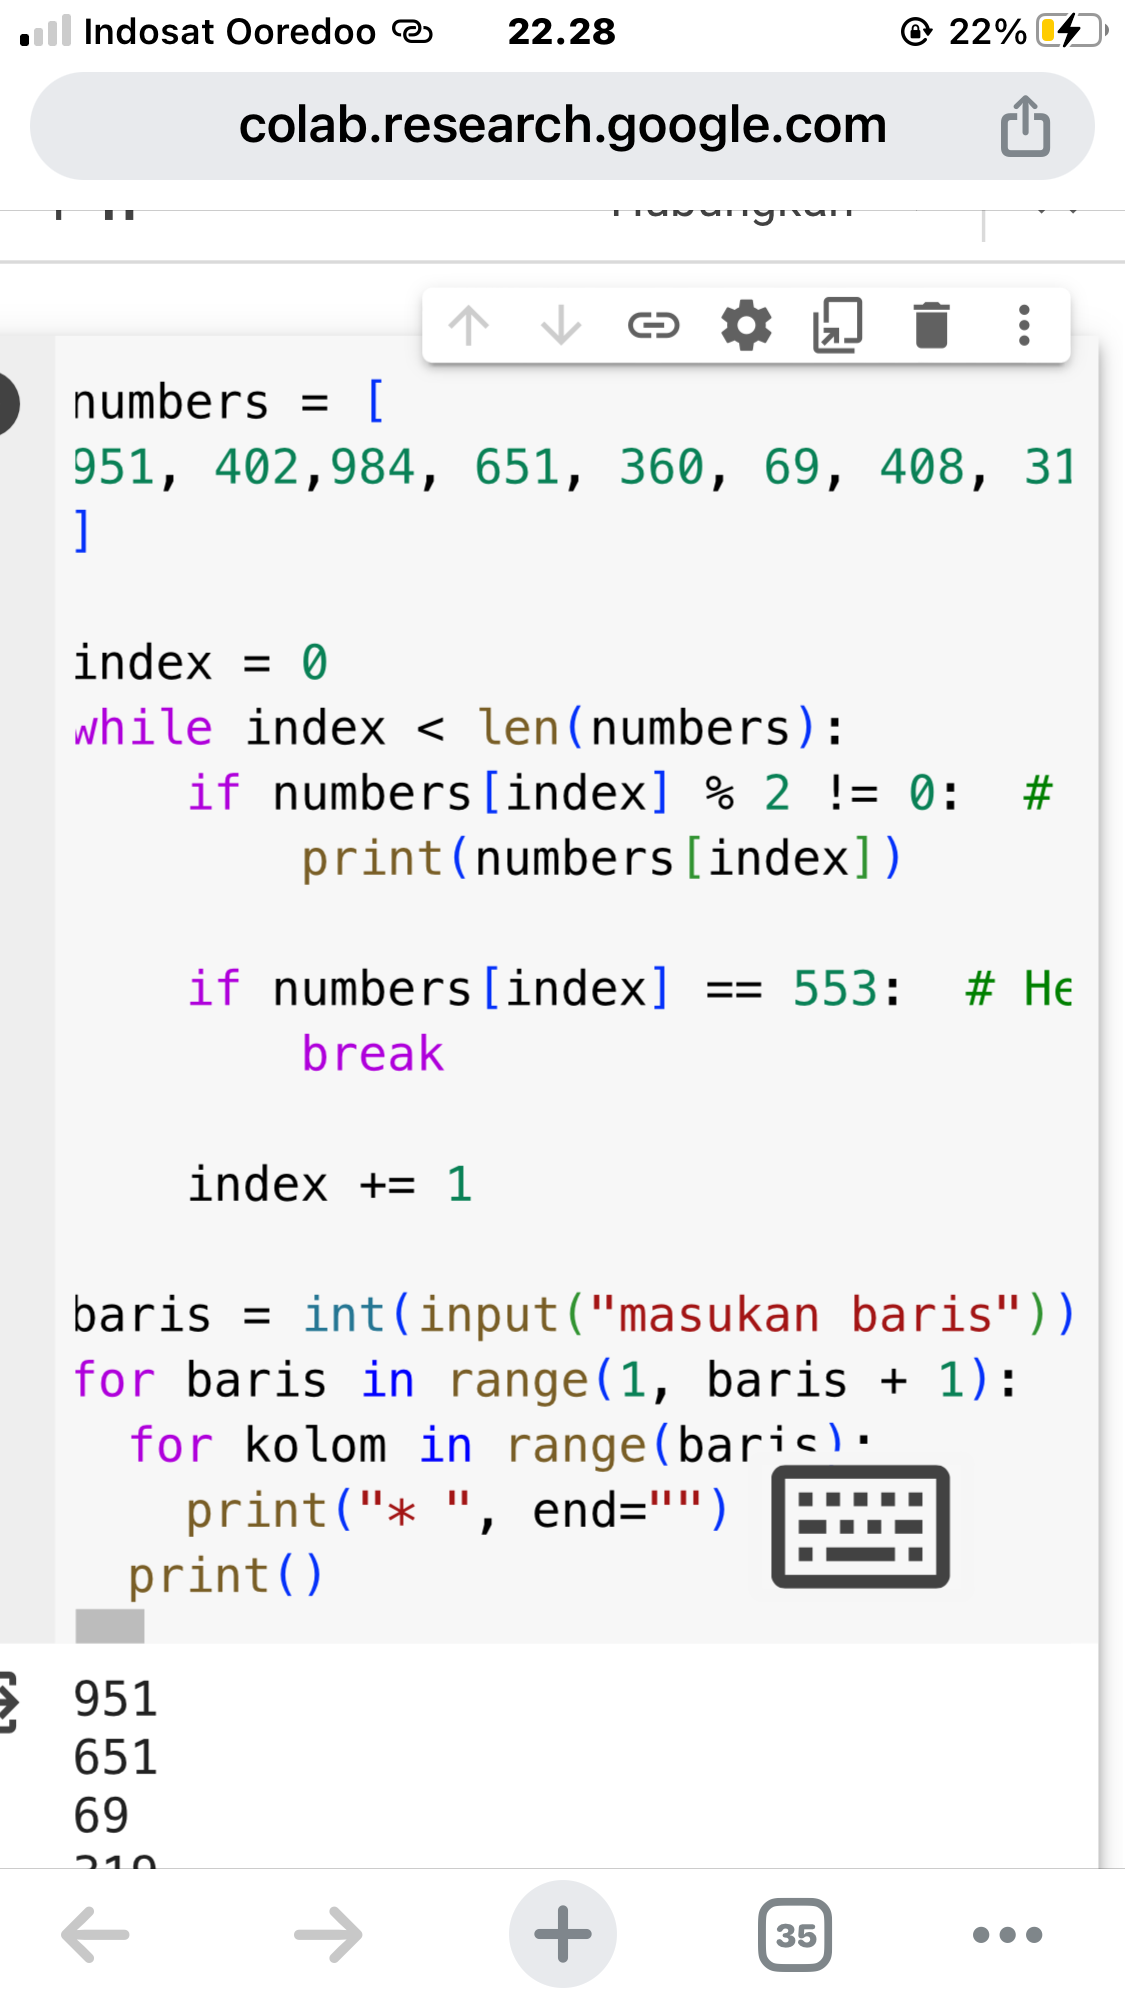 Indosat Ooredoo 22.28 22%
colab.research.google.com
numbers = [
951, 402,984, 651, 360, 69, 408, 31
]
index = 0
while index < len(numbers):
if numbers[index] % 2 != 0: #
print(numbers[index])
if numbers[index] == 553: # He
break
index += 1
baris = int(input("masukan baris"))
for baris in range(1, baris + 1):
for kolom in range(baris):
print("* ", end="")
print()
951
651
69
319
35